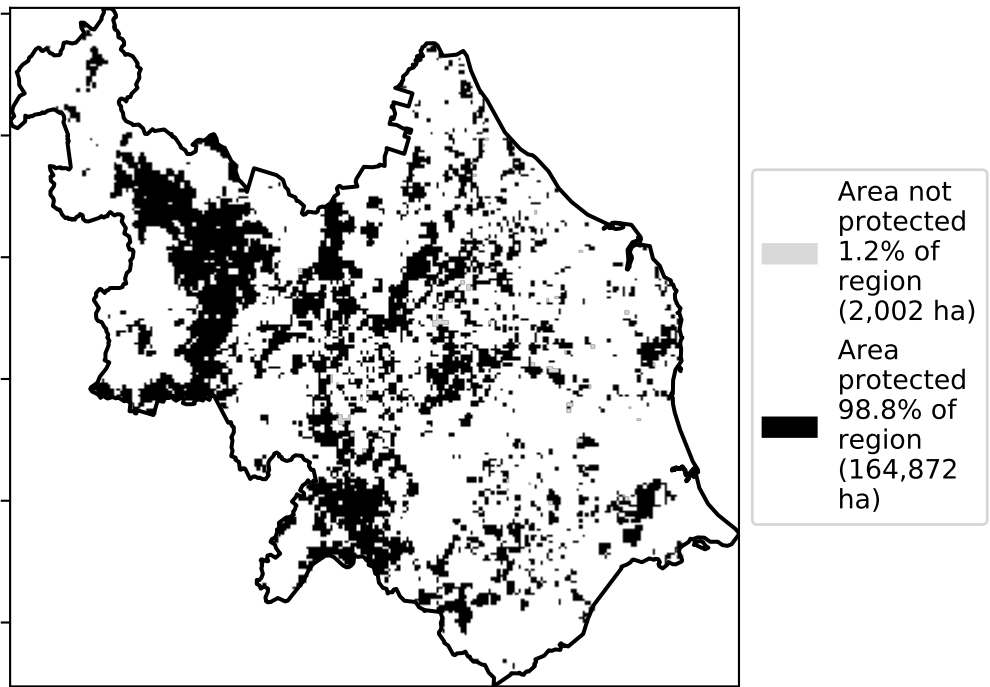 Area not
protected
1.2% of
region
(2,002 ha)
Area
protected
98.8% of
region
(164,872
ha)